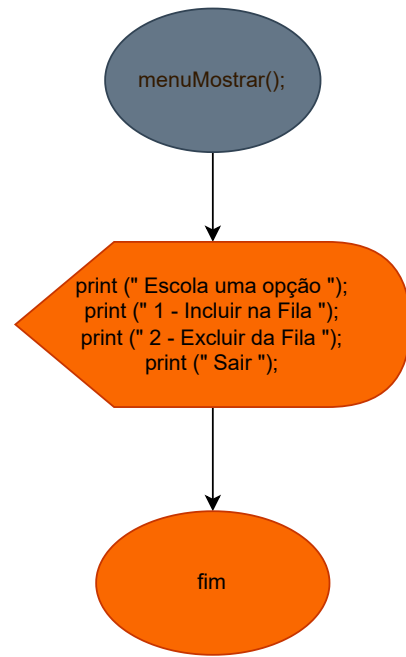 menuMostrar();
print (" Escola uma opção ");
print (" 1 - Incluir na Fila ");
print (" 2 - Excluir da Fila ");
print (" Sair ");
fim